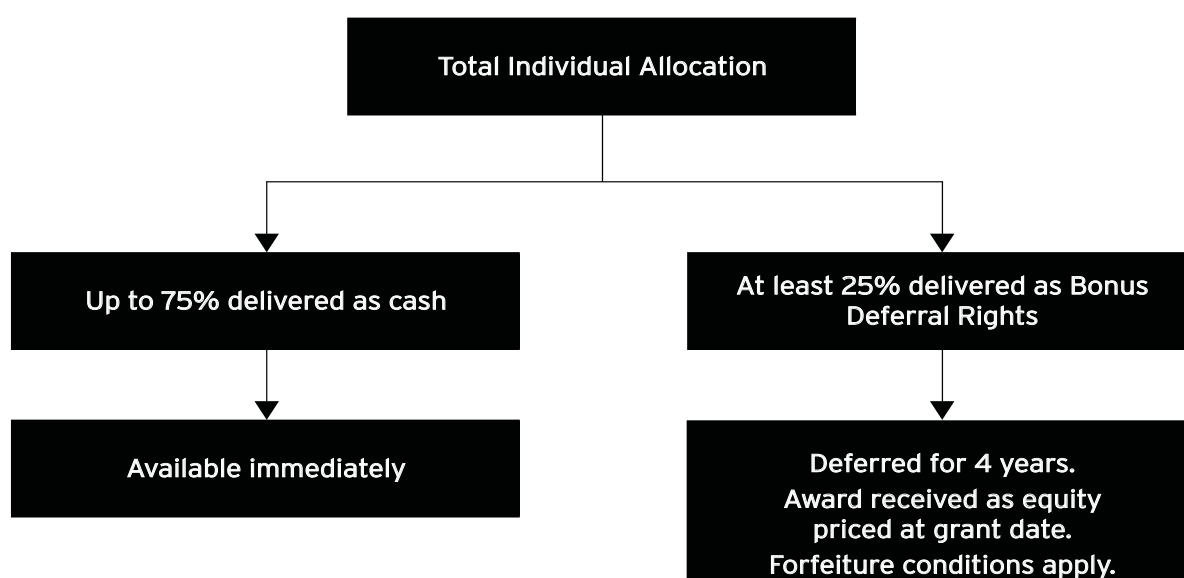 Total Individual Allocation
Up to 75% delivered as cash
At least 25% delivered as Bonus
Deferral Rights
Available immediately
Deferred for 4 years.
Award received as equity
priced at grant date.
Forfeiture conditions apply.